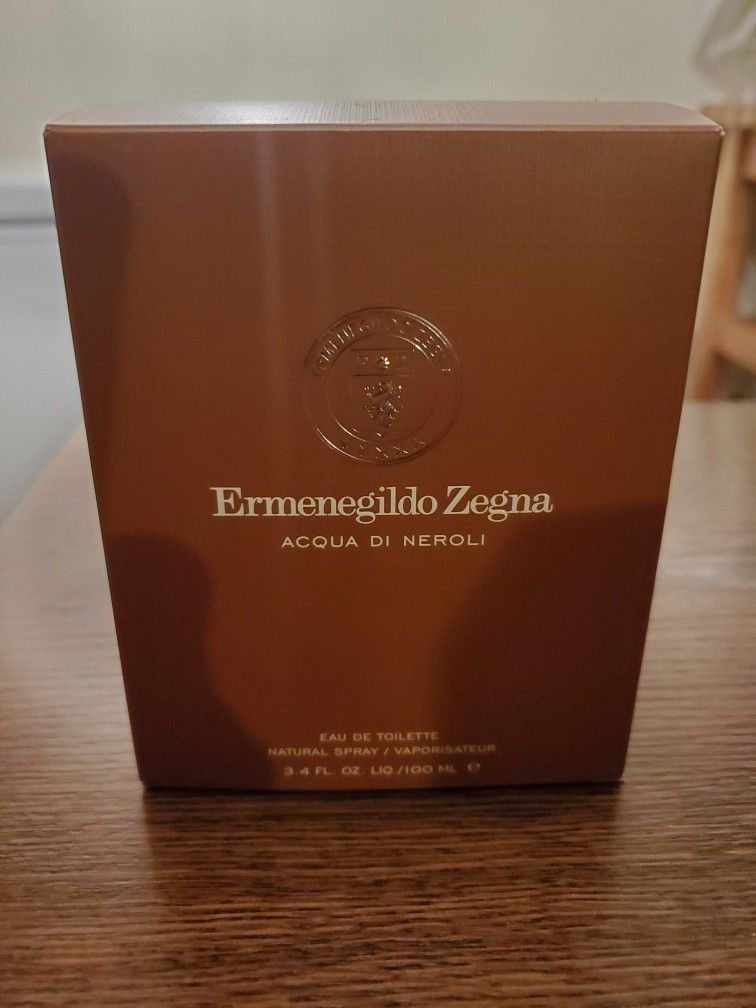 Ermenegildo Zegna
ACQUA DI NEROLI
EAU DE TOILETTE
NATURAL SPRAY / VAPORISATEUR
3.4 FL. OZ. LIQ./100 ML ℮